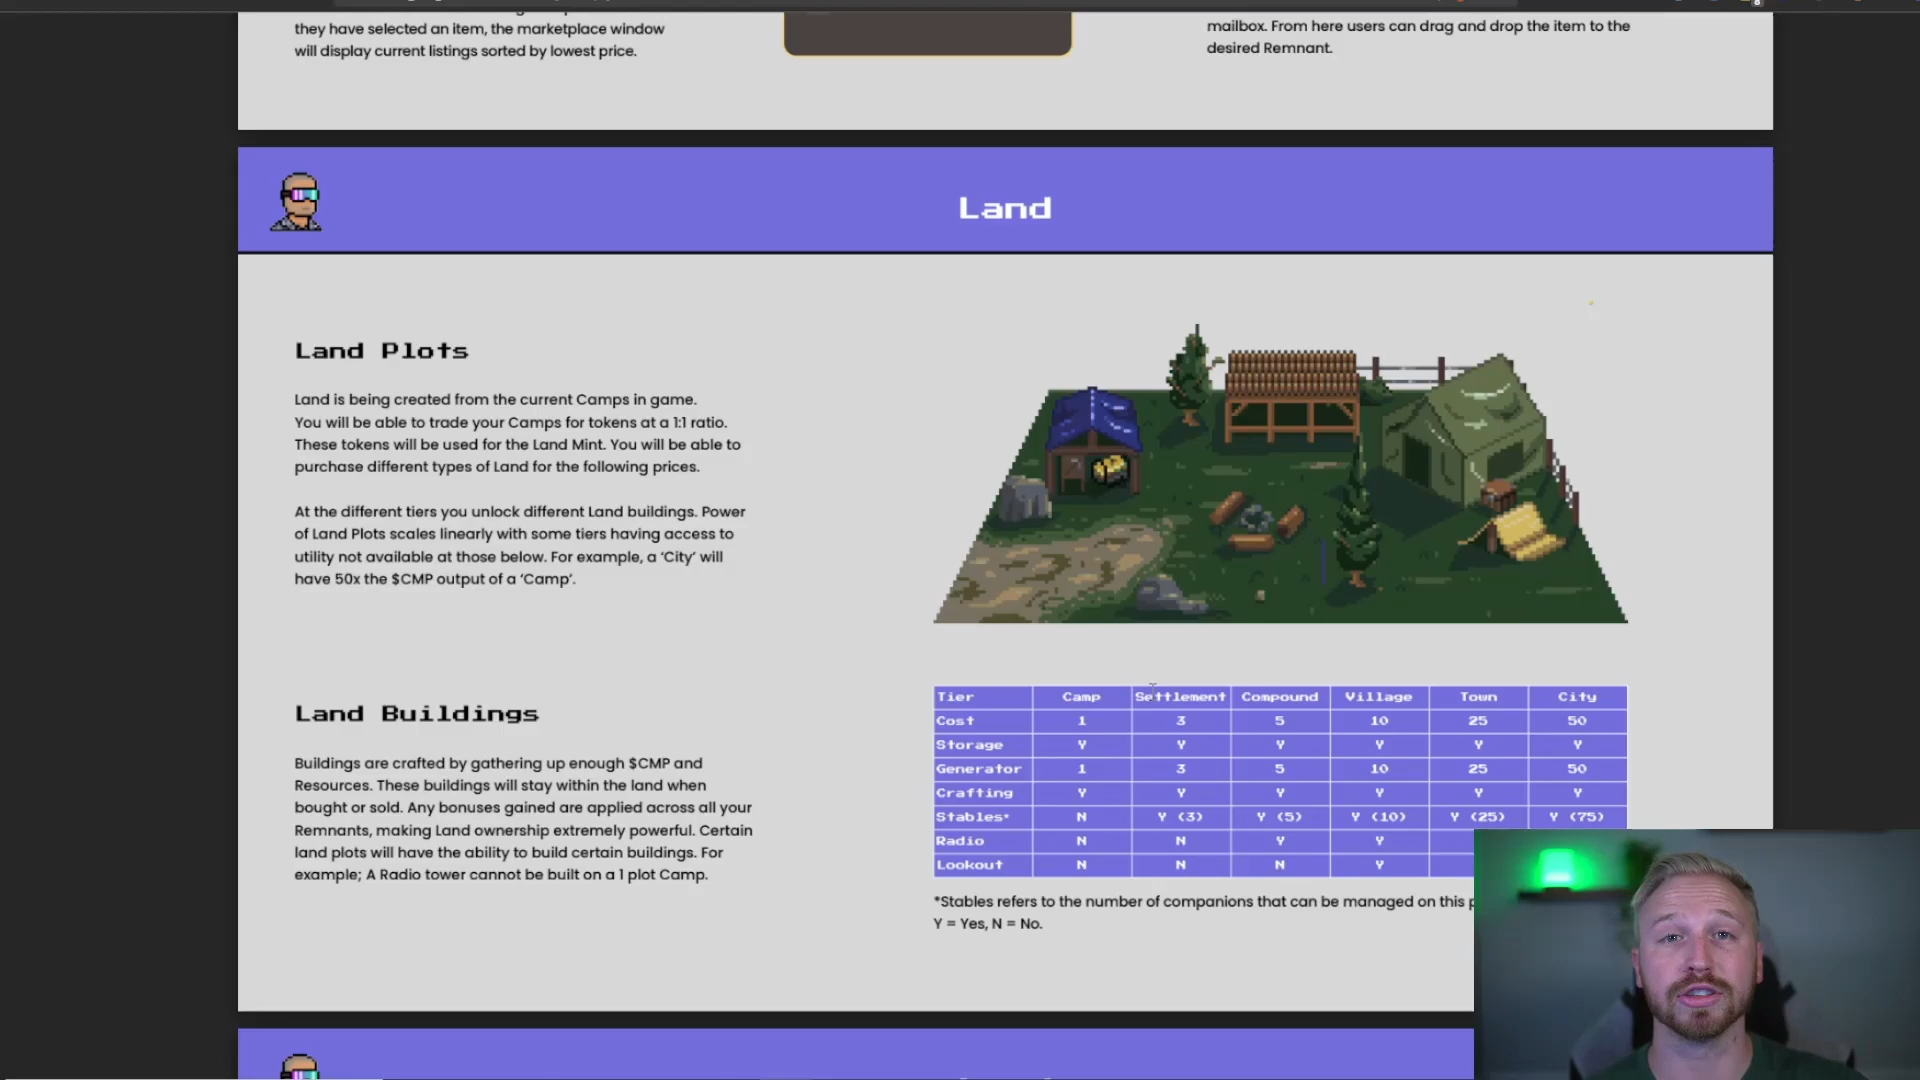 they have selected an item, the marketplace window
will display current listings sorted by lowest price.
mailbox. From here users can drag and drop the item to the
desired Remnant.
Land
Land Plots
Land is being created from the current Camps in game.
You will be able to trade your Camps for tokens at a 1:1 ratio.
These tokens will be used for the Land Mint. You will be able to
purchase different types of Land for the following prices.
At the different tiers you unlock different Land buildings. Power
of Land Plots scales linearly with some tiers having access to
utility not available at those below. For example, a ‘City’ will
have 50x the $CMP output of a ‘Camp’.
Land Buildings
Buildings are crafted by gathering up enough $CMP and
Resources. These buildings will stay within the land when
bought or sold. Any bonuses gained are applied across all your
Remnants, making Land ownership extremely powerful. Certain
land plots will have the ability to build certain buildings. For
example; A Radio tower cannot be built on a 1 plot Camp.
Tier Camp Settlement Compound Village Town City
Cost 1 3 5 10 25 50
Storage Y Y Y Y Y Y
Generator 1 3 5 10 25 50
Crafting Y Y Y Y Y Y
Stables* N Y (3) Y (5) Y (10) Y (25) Y (75)
Radio N N Y Y
Lookout N N N Y
*Stables refers to the number of companions that can be managed on this
Y = Yes, N = No.